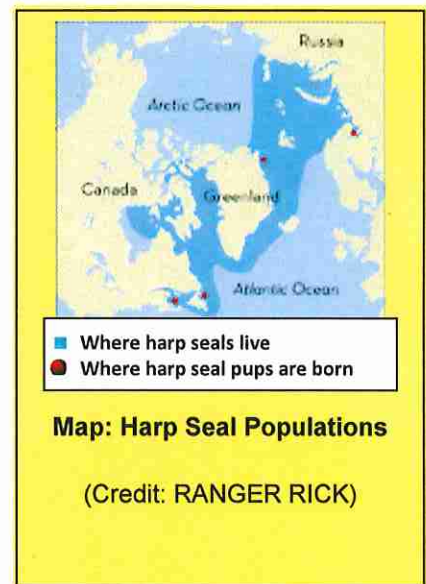 Russia
Arctic Ocean
Canada
Greenland
Atlantic Ocean
Where harp seals live
Where harp seal pups are born
Map: Harp Seal Populations
(Credit: RANGER RICK)